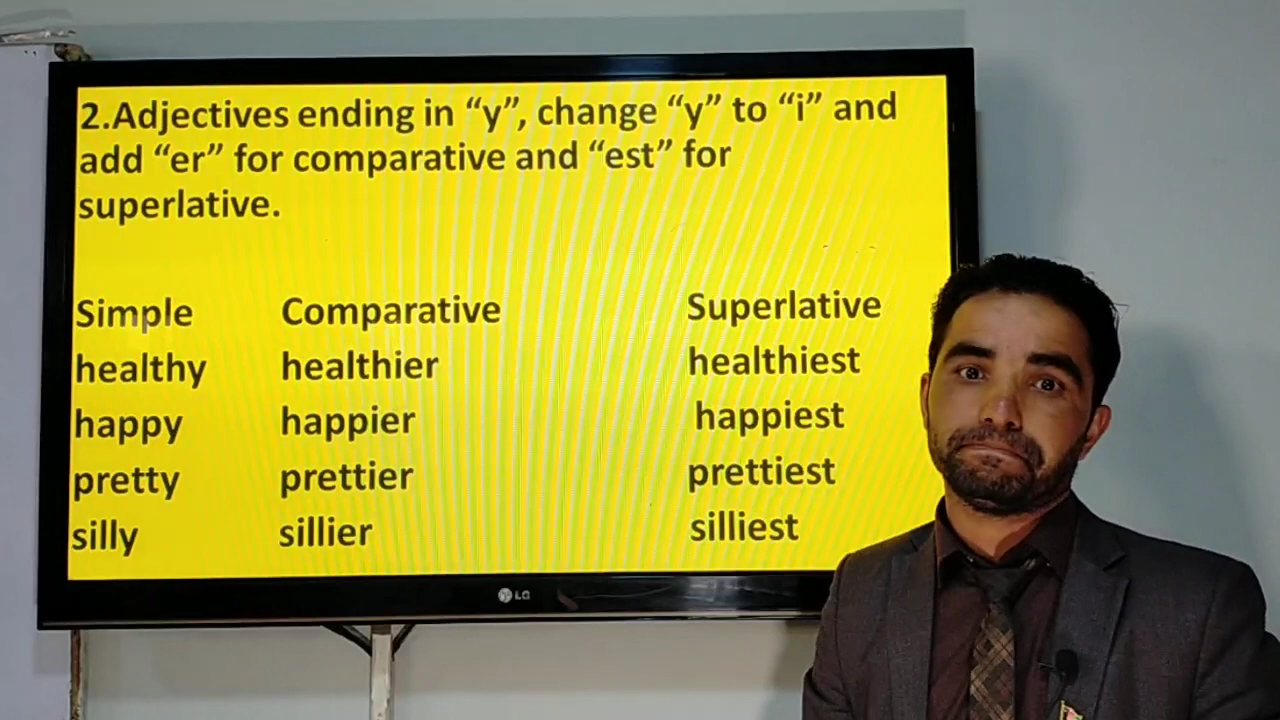 2.Adjectives ending in “y”, change “y” to “i” and
add “er” for comparative and “est” for
superlative.
Simple Comparative Superlative
healthy healthier healthiest
happy happier happiest
pretty prettier prettiest
silly sillier silliest
LG